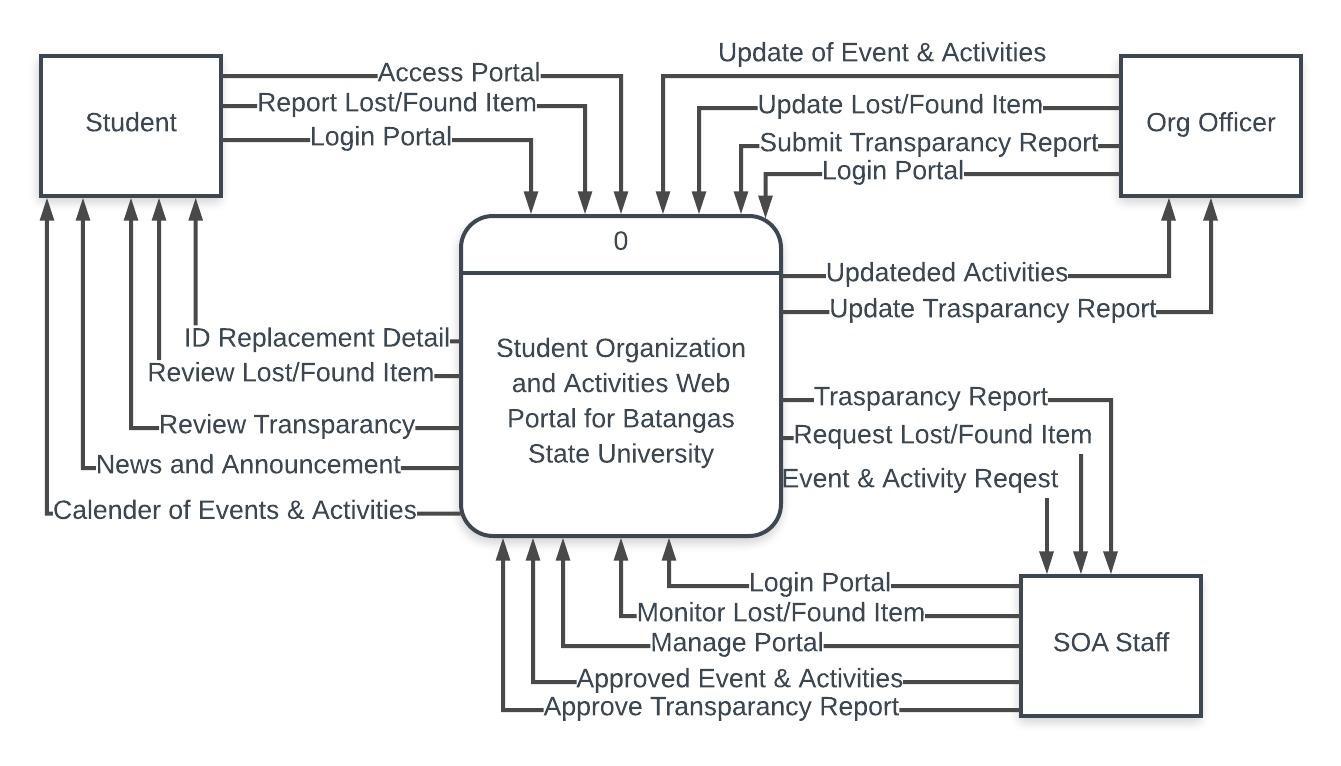 Update of Event & Activities
Access Portal
Report Lost/Found Item
Update Lost/Found Item
Student
Org Officer
Login Portal
Submit Transparancy Report
Login Portal
0
Updateded Activities
Update Trasparancy Report
ID Replacement Detail
Review Lost/Found Item
Review Transparancy
News and Announcement
Calender of Events & Activities
Student Organization
and Activities Web
Portal for Batangas
State University
Trasparancy Report
Request Lost/Found Item
Event & Activity Reqest
Login Portal
Monitor Lost/Found Item
Manage Portal
Approved Event & Activities
Approve Transparancy Report
SOA Staff